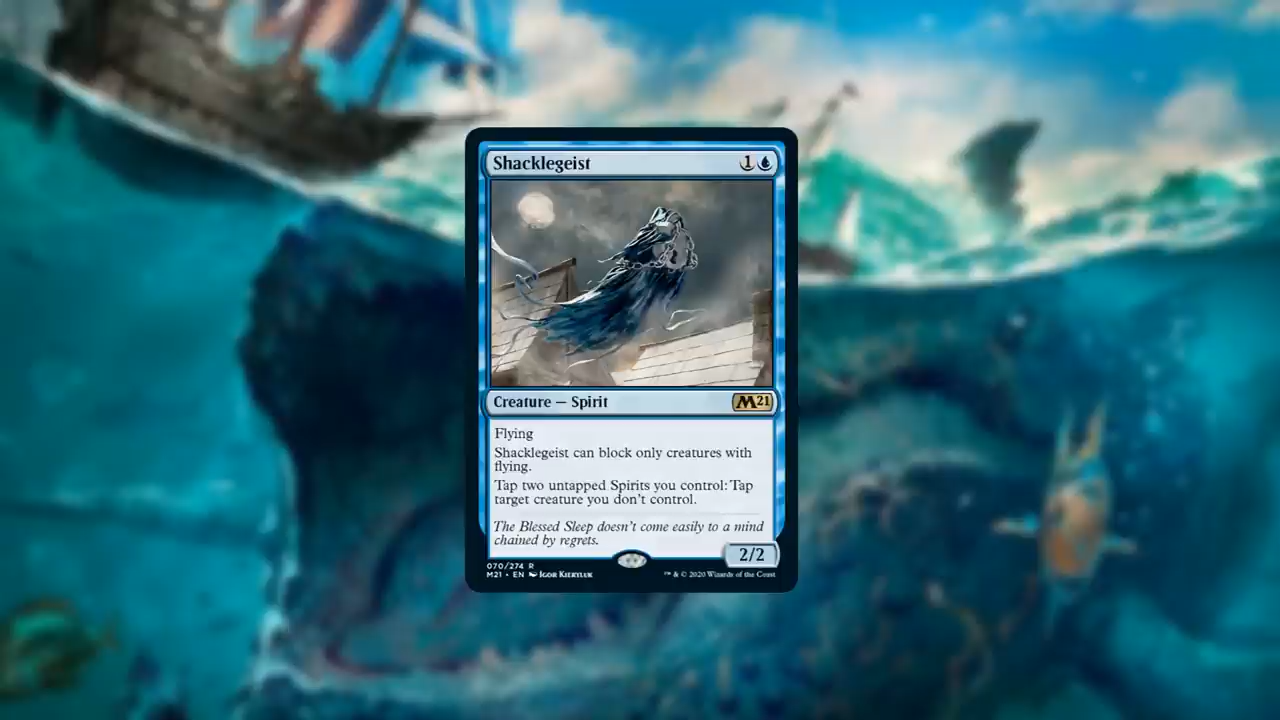 Shacklegeist 1
Creature — Spirit M21
Flying
Shacklegeist can block only creatures with
flying.
Tap two untapped Spirits you control: Tap
target creature you don't control.
The Blessed Sleep doesn't come easily to a mind
chained by regrets.
2/2
070/274 R
M21 • EN Igor Kieryluk ™ & © 2020 Wizards of the Coast